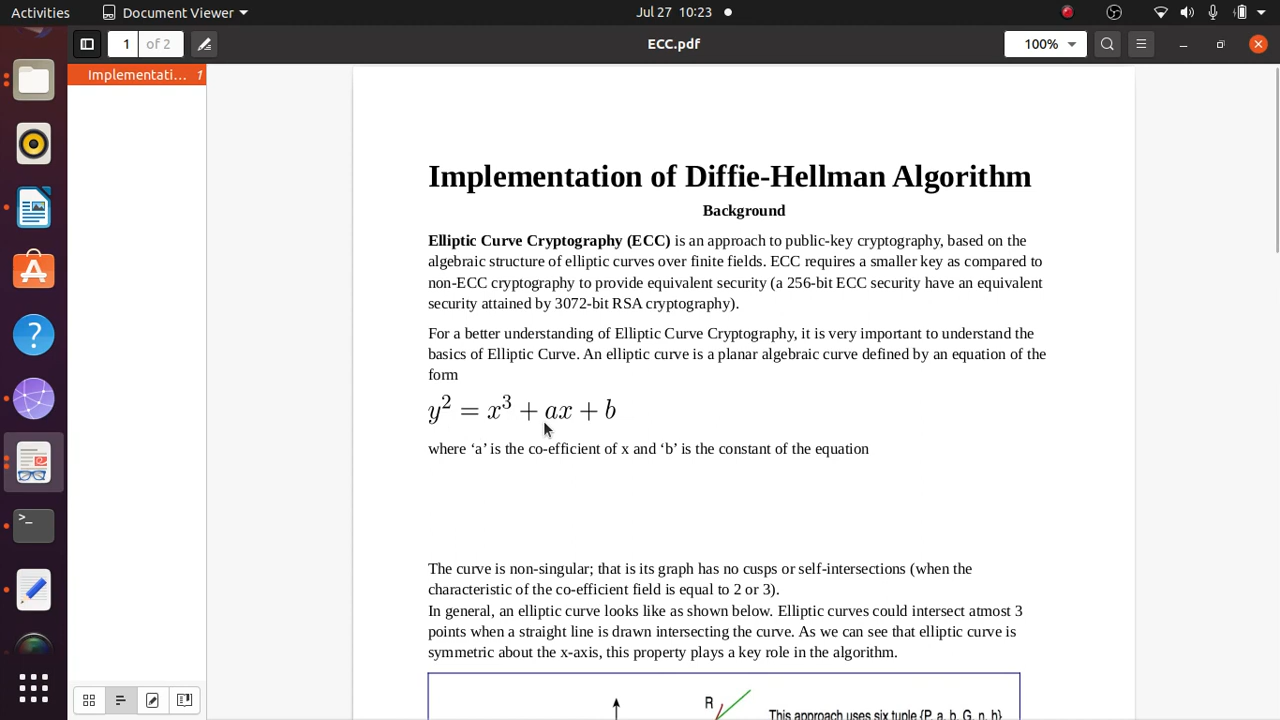 Activities
Document Viewer
Jul 27 10:23
1 of 2
ECC.pdf
100%
Implementati... 1
Implementation of Diffie-Hellman Algorithm
Background
Elliptic Curve Cryptography (ECC) is an approach to public-key cryptography, based on the
algebraic structure of elliptic curves over finite fields. ECC requires a smaller key as compared to
non-ECC cryptography to provide equivalent security (a 256-bit ECC security have an equivalent
security attained by 3072-bit RSA cryptography).
For a better understanding of Elliptic Curve Cryptography, it is very important to understand the
basics of Elliptic Curve. An elliptic curve is a planar algebraic curve defined by an equation of the
form
y² = x³ + ax + b
where ‘a’ is the co-efficient of x and ‘b’ is the constant of the equation
The curve is non-singular; that is its graph has no cusps or self-intersections (when the
characteristic of the co-efficient field is equal to 2 or 3).
In general, an elliptic curve looks like as shown below. Elliptic curves could intersect atmost 3
points when a straight line is drawn intersecting the curve. As we can see that elliptic curve is
symmetric about the x-axis, this property plays a key role in the algorithm.
R
This approach uses six tuple {P, a, b, G, n, h}